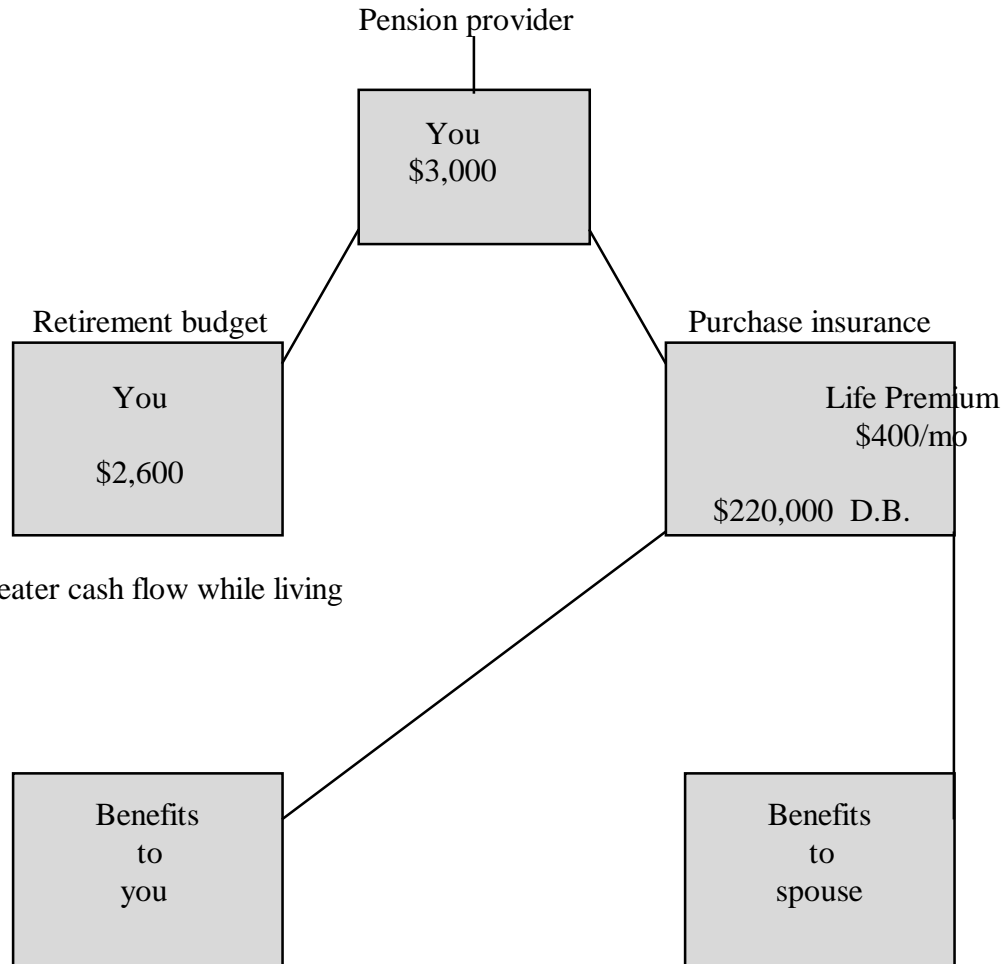 Pension provider
You
$3,000
Retirement budget
Purchase insurance
You
$2,600
Life Premium
$400/mo
$220,000 D.B.
eater cash flow while living
Benefits
to
you
Benefits
to
spouse